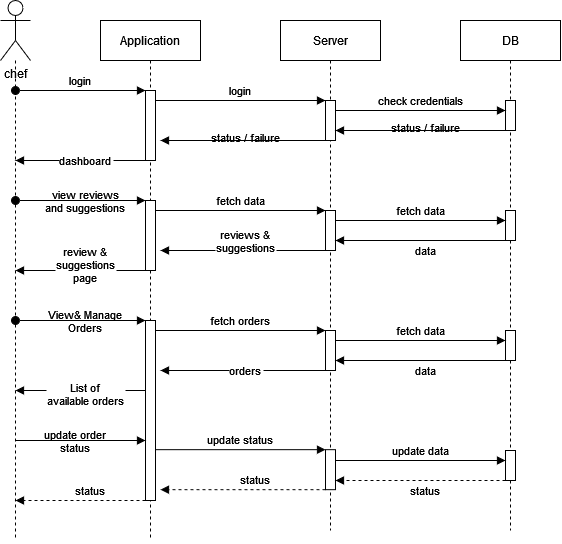 Application
Server
DB
chef
login
login
check credentials
status / failure
status / failure
dashboard
view reviews
and suggestions
fetch data
fetch data
reviews &
suggestions
data
review &
suggestions
page
View& Manage
Orders
fetch orders
fetch data
orders
data
List of
available orders
update order
status
update status
update data
status
status
status